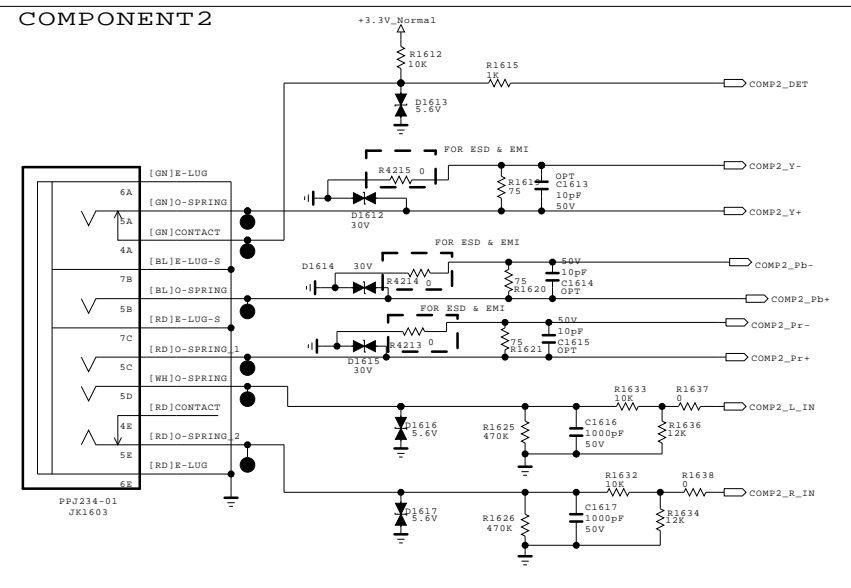 COMPONENT2
+3.3V_Normal
R1612
10K
R1615
1K
COMP2_DET
D1613
5.6V
FOR ESD & EMI
[GN]E-LUG
R4215 0
OPT
C1613
10pF
50V
R1619
75
COMP2_Y-
6A
[GN]O-SPRING
D1612
30V
COMP2_Y+
5A
[GN]CONTACT
4A
FOR ESD & EMI
[BL]E-LUG-S
D1614
30V
R4214 0
50V
10pF
C1614
OPT
75
R1620
COMP2_Pb-
7B
[BL]O-SPRING
COMP2_Pb+
5B
FOR ESD & EMI
[RD]E-LUG-S
R4213 0
50V
10pF
C1615
OPT
75
R1621
COMP2_Pr-
7C
[RD]O-SPRING_1
D1615
30V
COMP2_Pr+
5C
[WH]O-SPRING
R1633
10K
R1637
0
COMP2_L_IN
5D
[RD]CONTACT
D1616
5.6V
R1625
470K
C1616
1000pF
50V
R1636
12K
4E
[RD]O-SPRING_2
5E
[RD]E-LUG
6E
R1632
10K
R1638
0
COMP2_R_IN
PPJ234-01
JK1603
D1617
5.6V
R1626
470K
C1617
1000pF
50V
R1634
12K